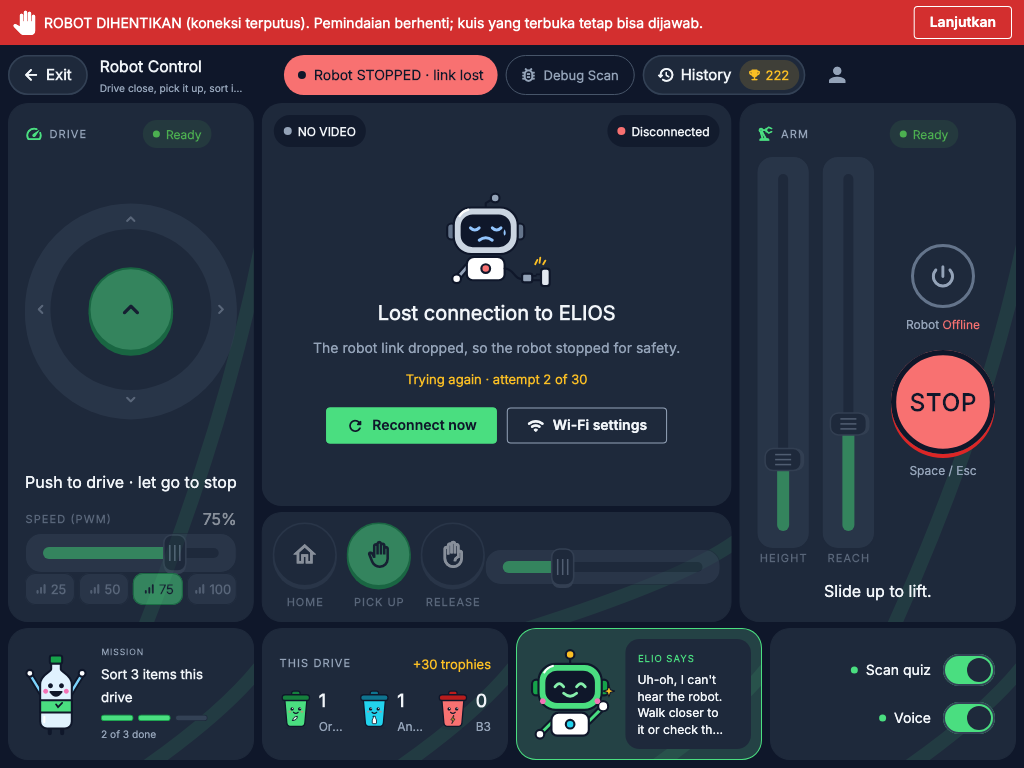 ROBOT DIHENTIKAN (koneksi terputus). Pemindaian berhenti; kuis yang terbuka tetap bisa dijawab.
Lanjutkan
Exit
Robot Control
Drive close, pick it up, sort i...
Robot STOPPED · link lost
Debug Scan
History
222
DRIVE
Ready
NO VIDEO
Disconnected
ARM
Ready
Lost connection to ELIOS
The robot link dropped, so the robot stopped for safety.
Trying again · attempt 2 of 30
Reconnect now
Wi-Fi settings
Robot Offline
STOP
Space / Esc
Push to drive · let go to stop
SPEED (PWM)
75%
25
50
75
100
HOME
PICK UP
RELEASE
HEIGHT
REACH
Slide up to lift.
MISSION
Sort 3 items this
drive
2 of 3 done
THIS DRIVE
+30 trophies
1
Or...
1
An...
0
B3
ELIO SAYS
Uh-oh, I can't
hear the robot.
Walk closer to
it or check th...
Scan quiz
Voice